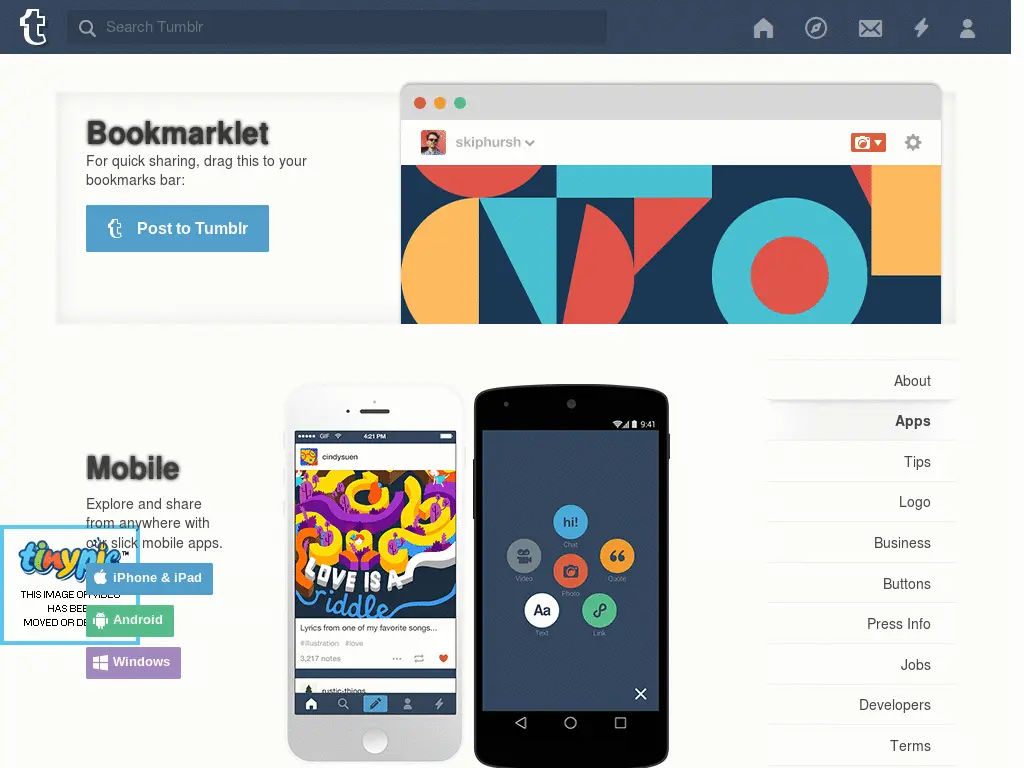 Search Tumblr
Bookmarklet
For quick sharing, drag this to your
bookmarks bar:
Post to Tumblr
skiphursh
About
Apps
Tips
Logo
Business
Buttons
Press Info
Jobs
Developers
Terms
Mobile
Explore and share
from anywhere with
our slick mobile apps.
tinypic™
THIS IMAGE OR VIDEO
HAS BEE
MOVED OR DE
iPhone & iPad
Android
Windows
GIF
4:21 PM
cindysuen
LOVE IS A
riddle
Lyrics from one of my favorite songs...
#illustration #love
3,217 notes
rustic-things
9:41
hi!
Chat
Video
Quote
Photo
Aa
Text
Link